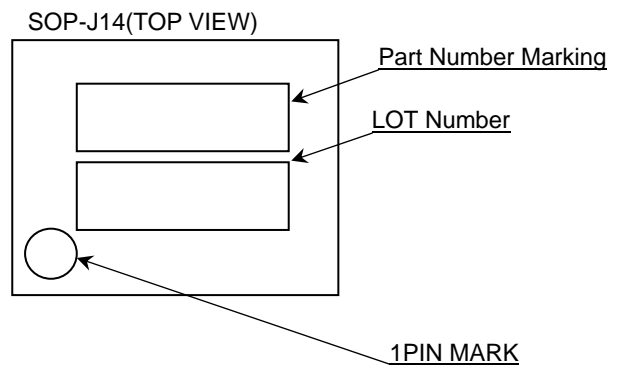 SOP-J14(TOP VIEW)
Part Number Marking
LOT Number
1PIN MARK